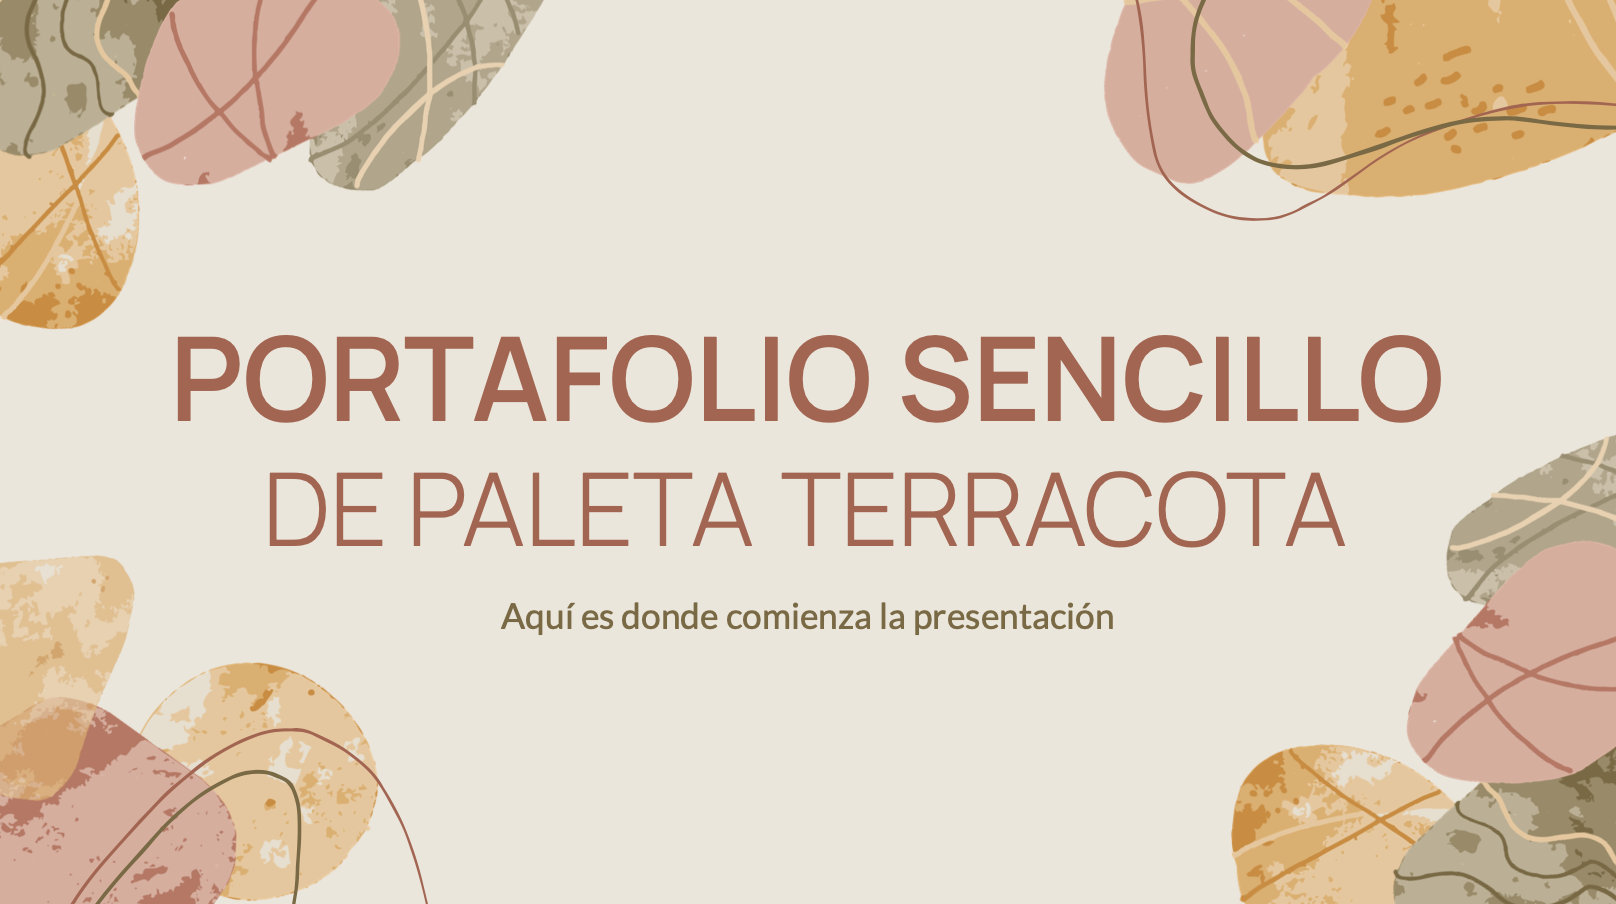 PORTAFOLIO SENCILLO
DE PALETA TERRACOTA
Aquí es donde comienza la presentación